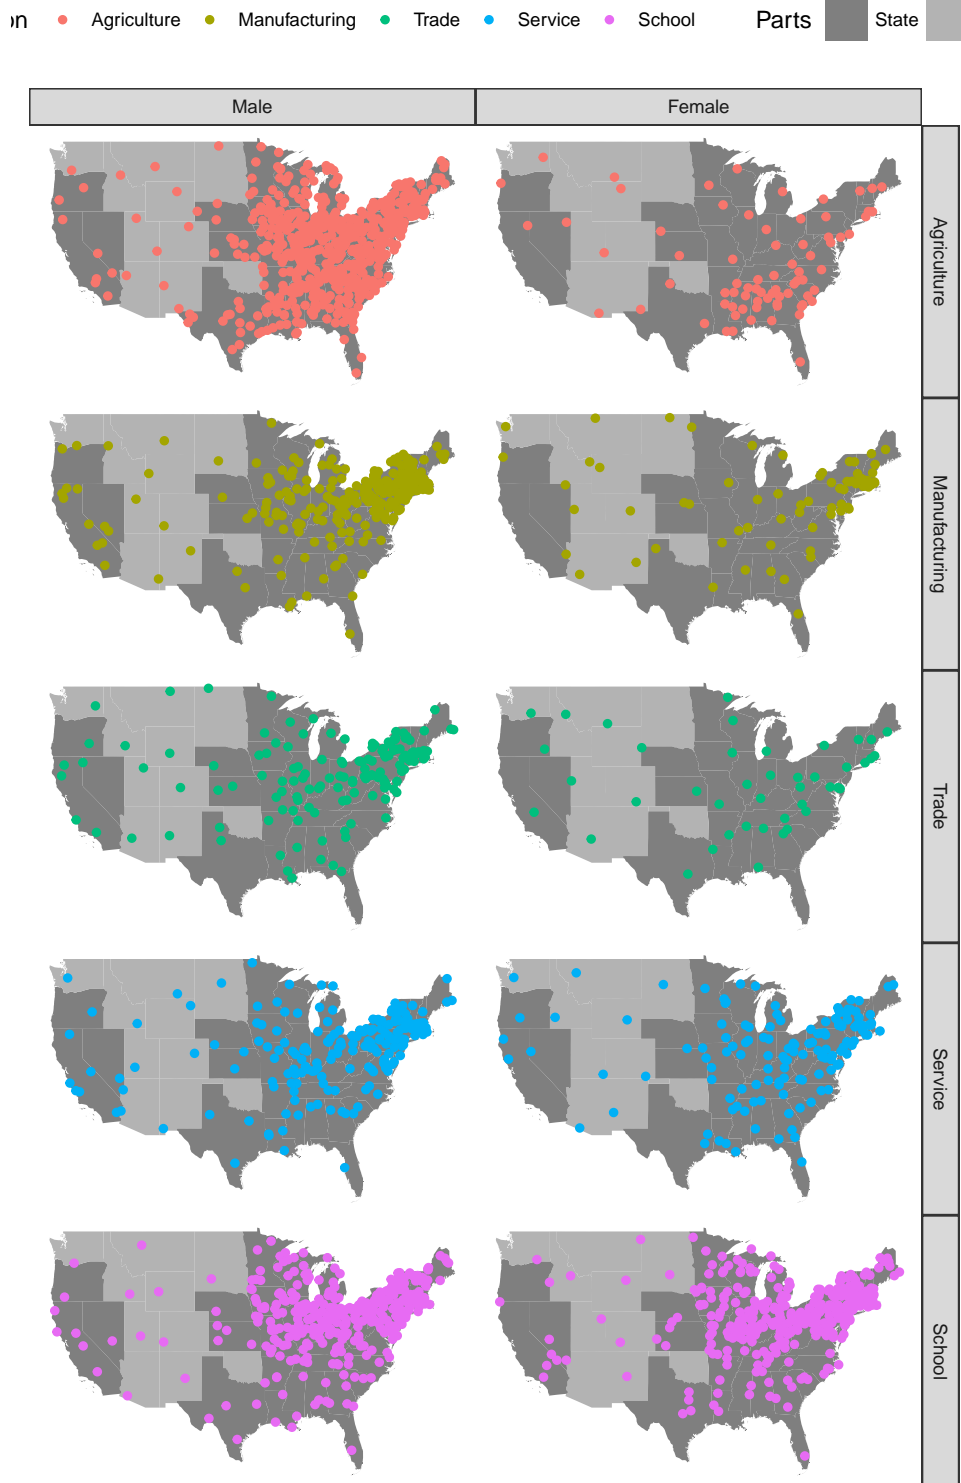 on Agriculture Manufacturing Trade Service School Parts State
Male Female
Agriculture
Manufacturing
Trade
Service
School